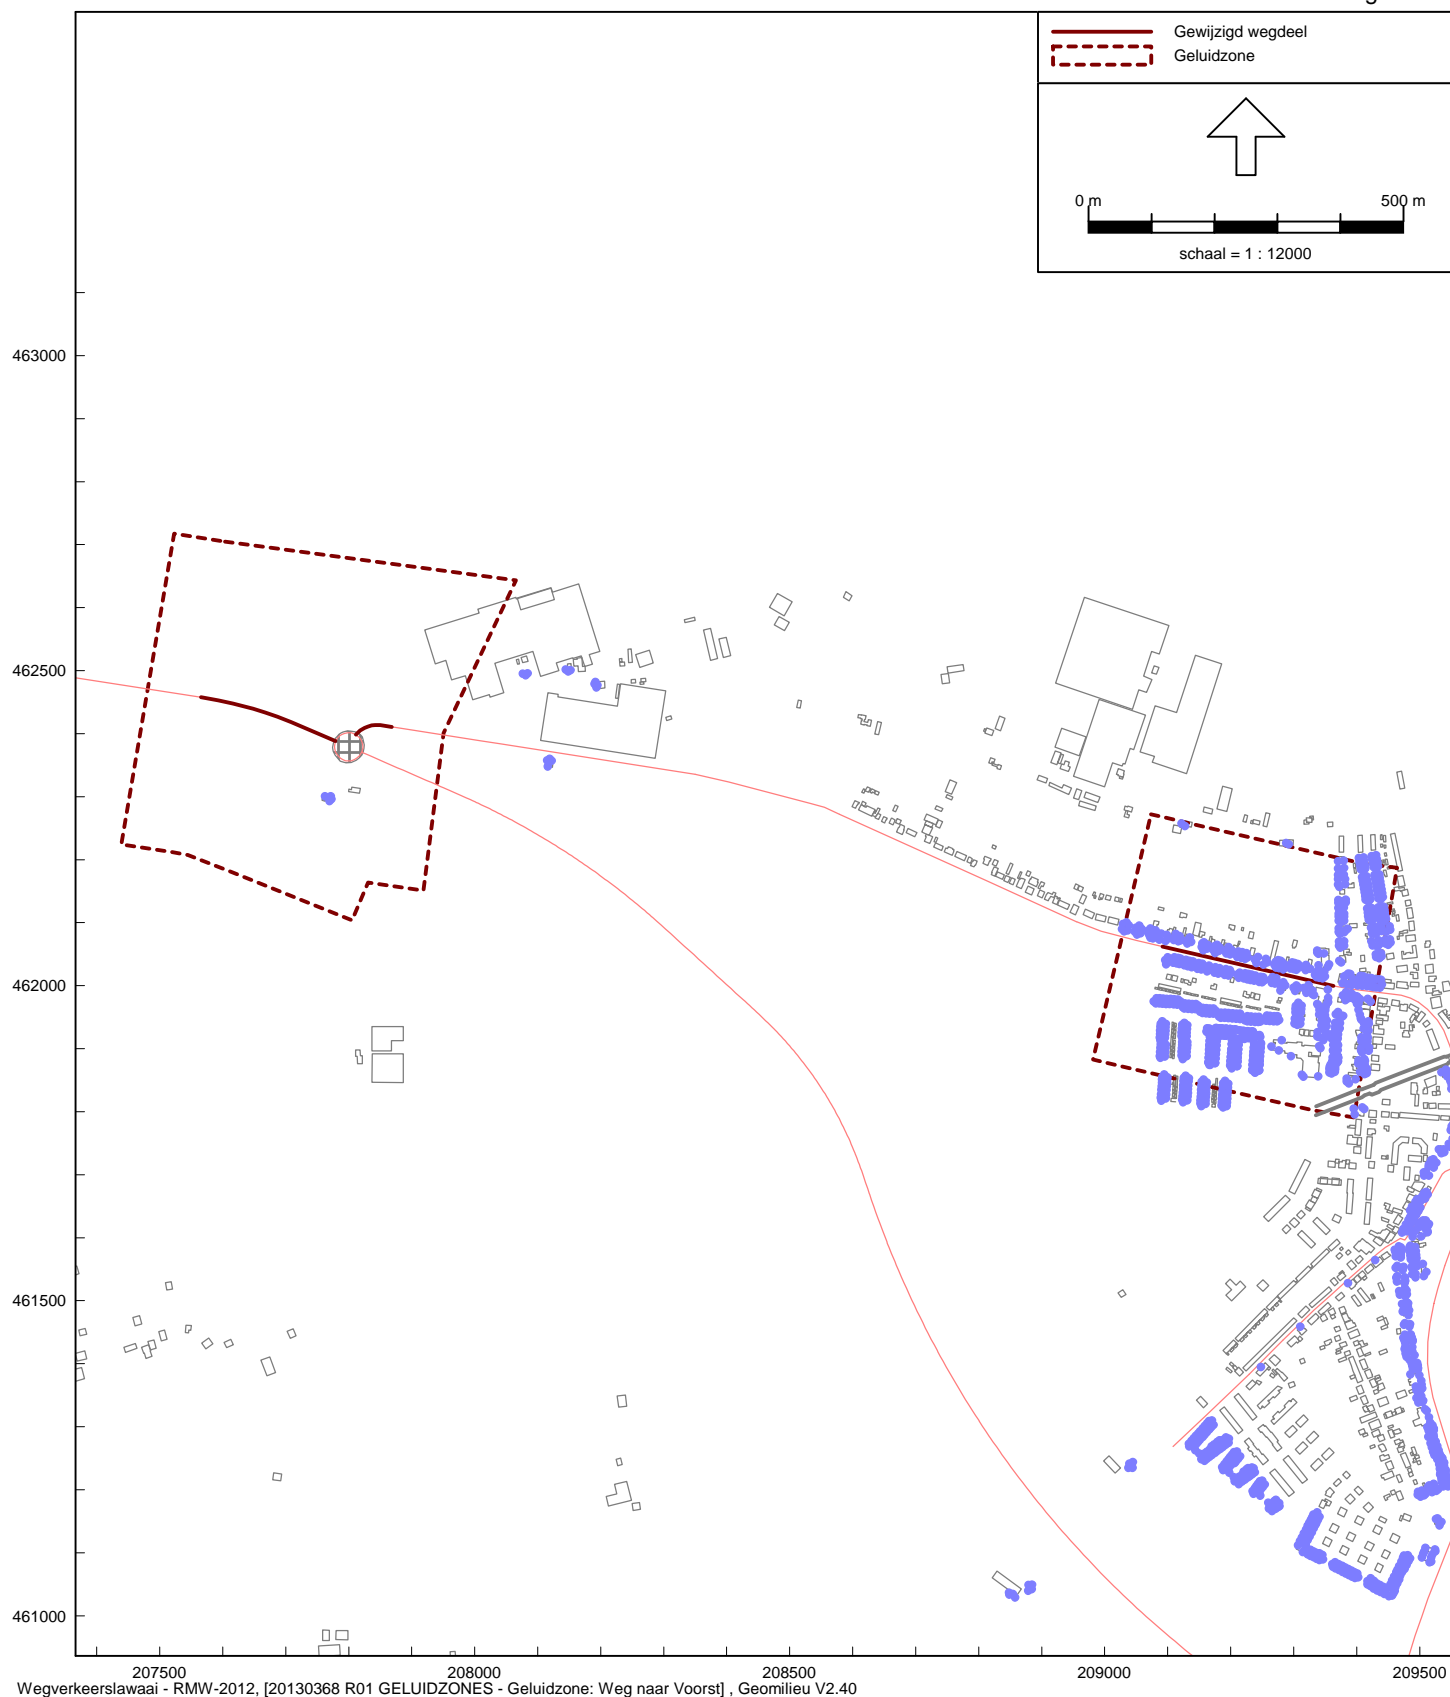 Gewijzigd wegdeel
Geluidzone
0 m 500 m
schaal = 1 : 12000
463000
462500
462000
461500
461000
207500 208000 208500 209000 209500
Wegverkeerslawaai - RMW-2012, [20130368 R01 GELUIDZONES - Geluidzone: Weg naar Voorst] , Geomilieu V2.40